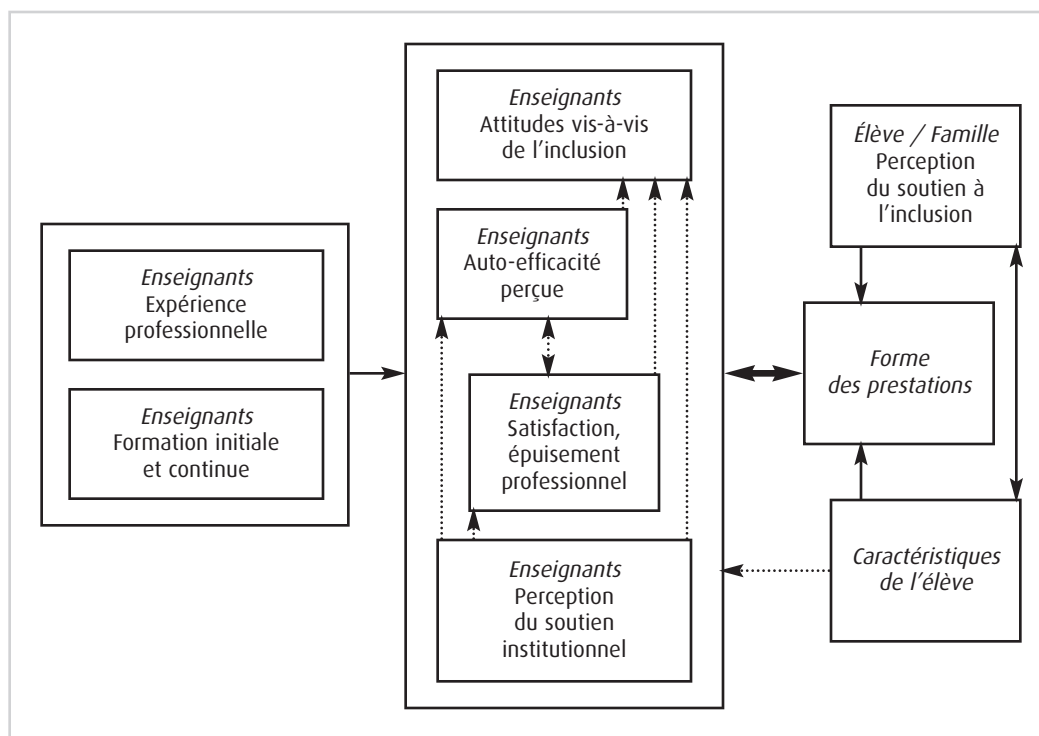 Enseignants
Expérience
professionnelle
Enseignants
Formation initiale
et continue
Enseignants
Attitudes vis-à-vis
de l’inclusion
Enseignants
Auto-efficacité
perçue
Enseignants
Satisfaction,
épuisement
professionnel
Enseignants
Perception
du soutien
institutionnel
Élève / Famille
Perception
du soutien à
l’inclusion
Forme
des prestations
Caractéristiques
de l’élève